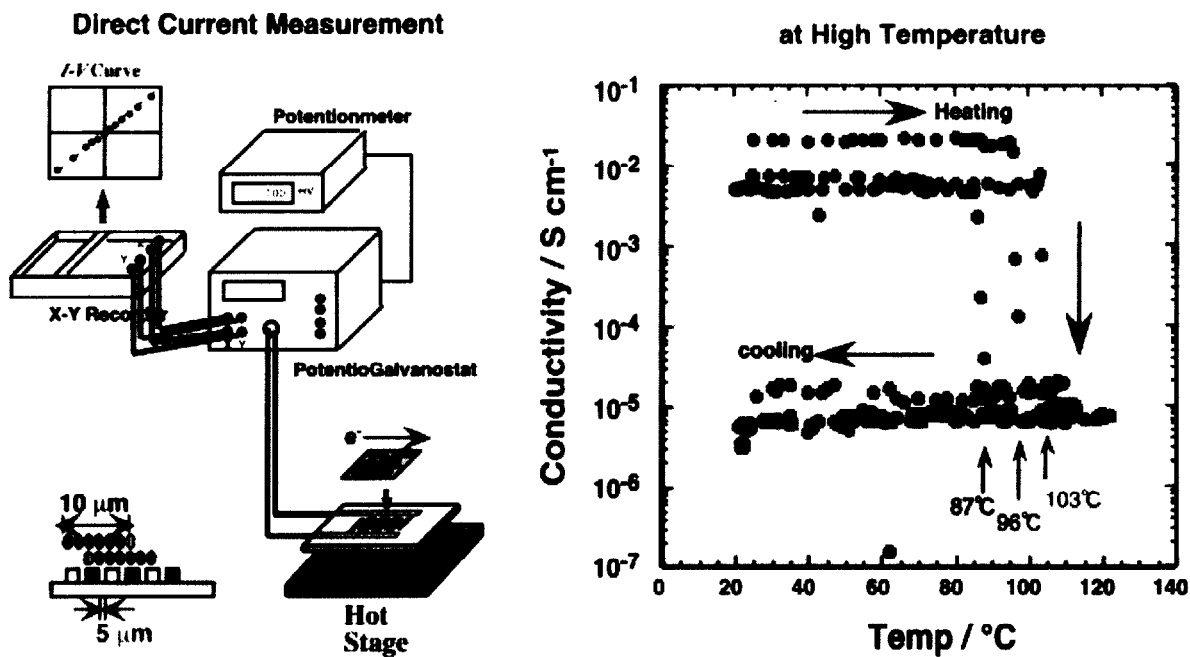 Direct Current Measurement
I-V Curve
Potentionmeter
mV
X-Y Recorder
Y
Y
PotentioGalvanostat
e-
10 μm
5 μm
Hot
Stage
at High Temperature
Conductivity / S cm-1
10-1
10-2
10-3
10-4
10-5
10-6
10-7
Heating
cooling
87℃
96℃
103℃
0
20
40
60
80
100
120
140
Temp / °C